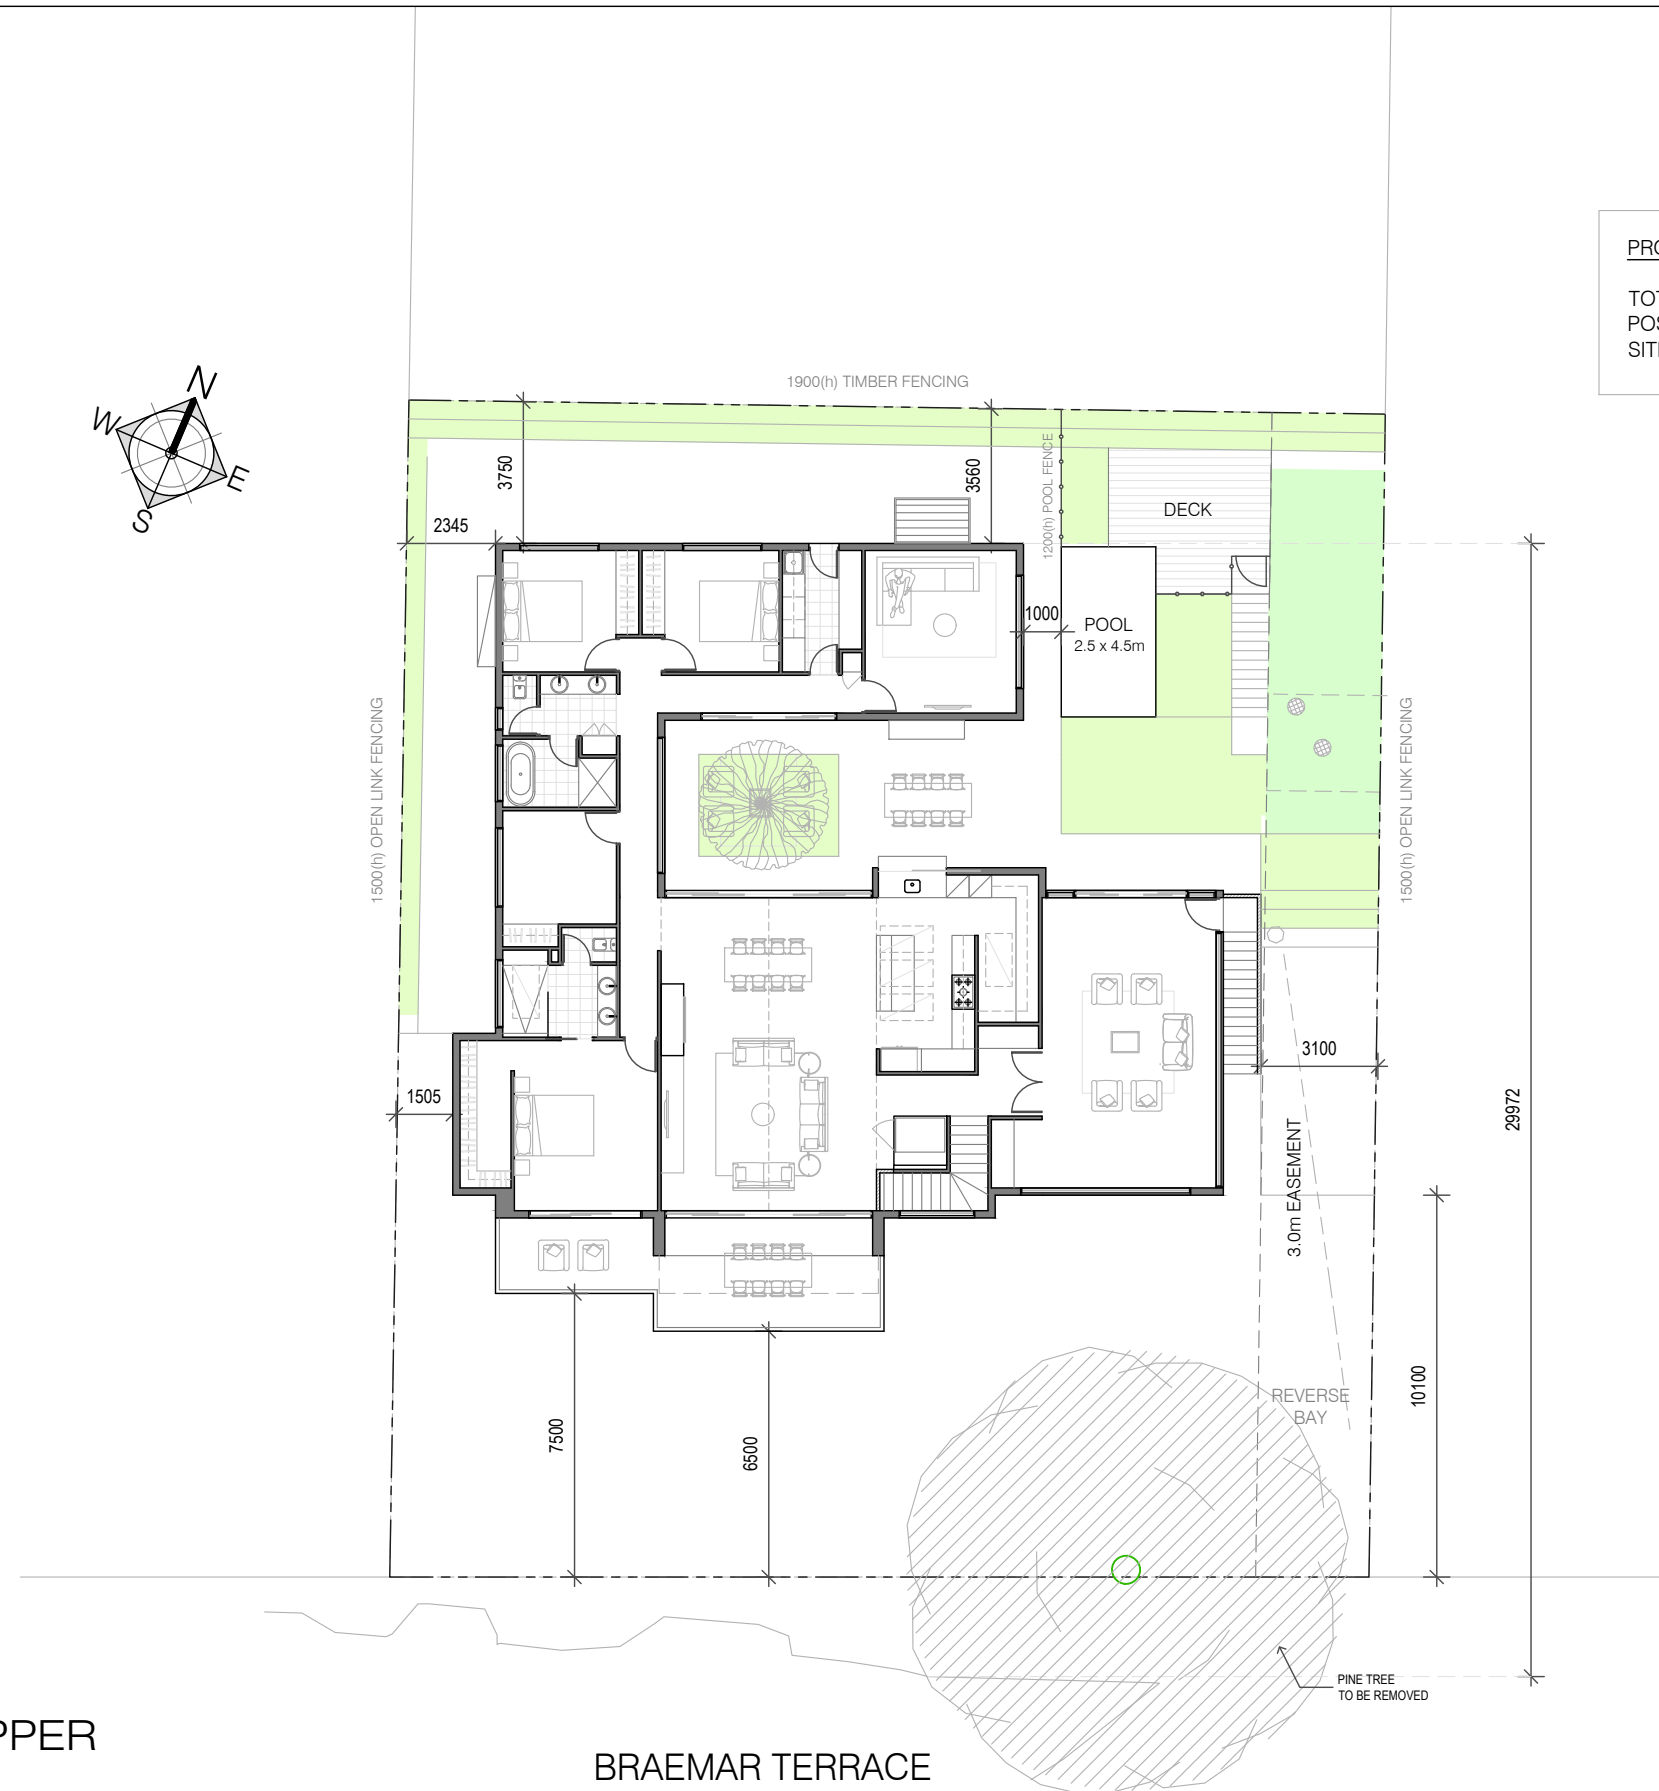 PRO
TOT
POS
SITE
1900(h) TIMBER FENCING
N
W
E
S
3750
3560
1200(h) POOL FENCE
DECK
2345
1000
POOL
2.5 x 4.5m
1500(h) OPEN LINK FENCING
1500(h) OPEN LINK FENCING
3100
1505
29972
3.0m EASEMENT
REVERSE
BAY
10100
7500
6500
PINE TREE
TO BE REMOVED
PPER
BRAEMAR TERRACE